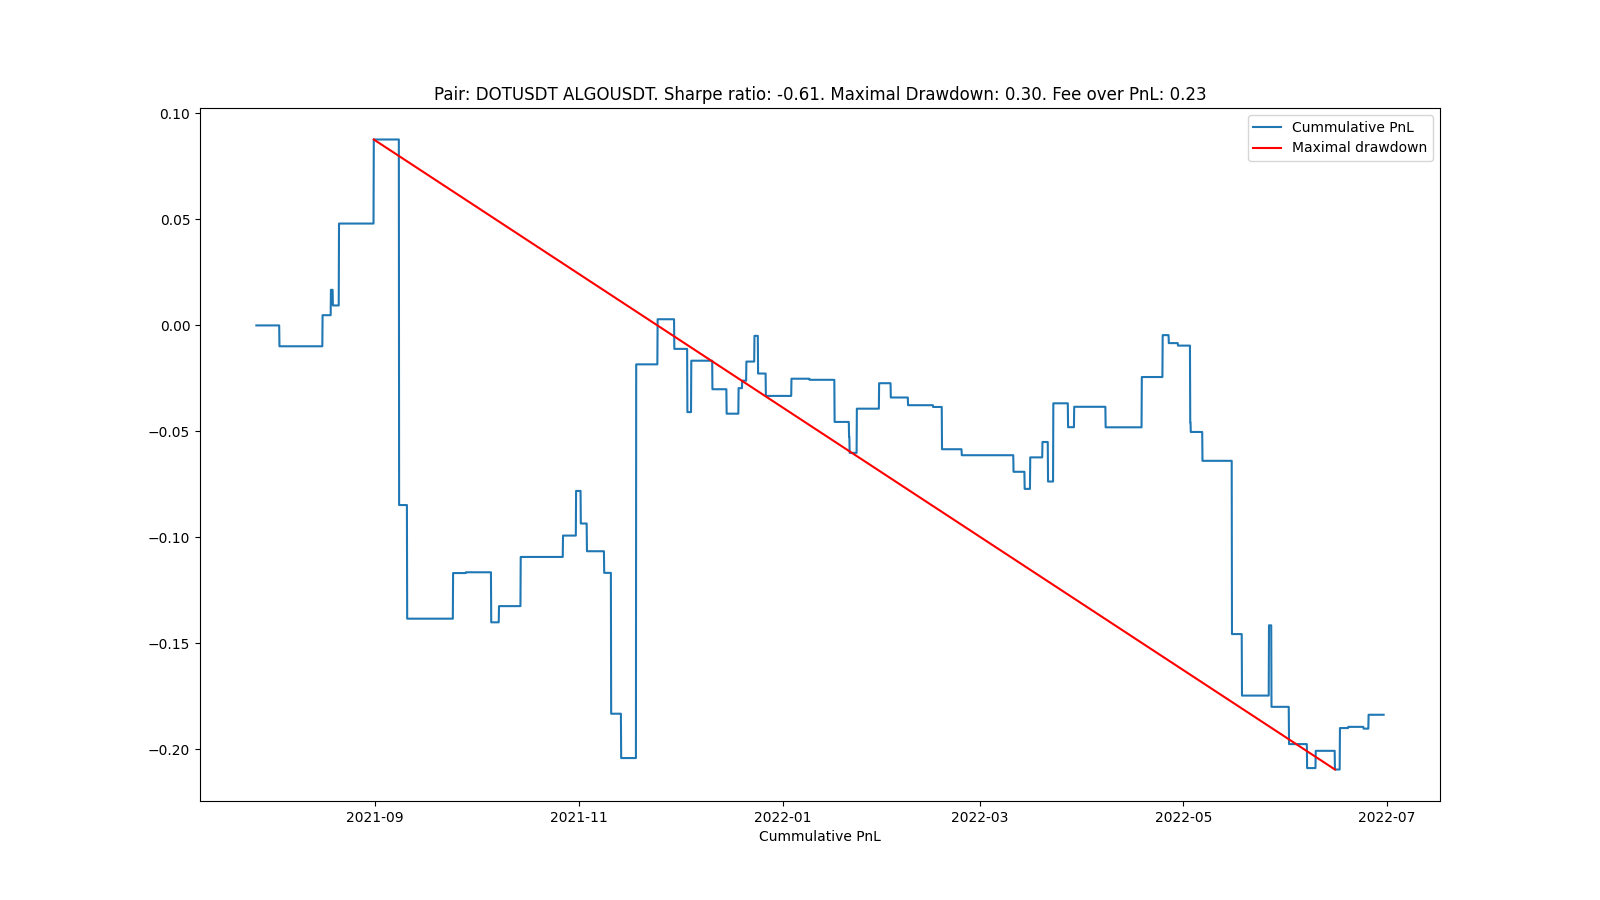 Pair: DOTUSDT ALGOUSDT. Sharpe ratio: -0.61. Maximal Drawdown: 0.30. Fee over PnL: 0.23
Cummulative PnL
Maximal drawdown
0.10
0.05
0.00
−0.05
−0.10
−0.15
−0.20
2021-09 2021-11 2022-01 2022-03 2022-05 2022-07
Cummulative PnL